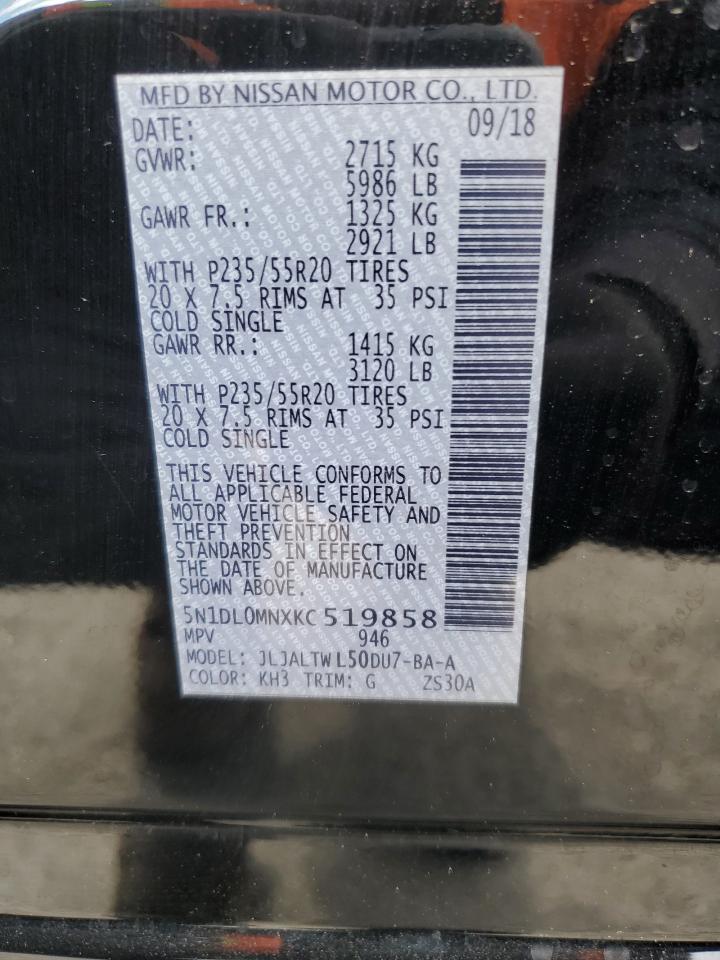 MFD BY NISSAN MOTOR CO., LTD.
DATE: 09/18
GVWR: 2715 KG
5986 LB
GAWR FR.: 1325 KG
2921 LB
WITH P235/55R20 TIRES
20 X 7.5 RIMS AT 35 PSI
COLD SINGLE
GAWR RR.: 1415 KG
3120 LB
WITH P235/55R20 TIRES
20 X 7.5 RIMS AT 35 PSI
COLD SINGLE
THIS VEHICLE CONFORMS TO
ALL APPLICABLE FEDERAL
MOTOR VEHICLE SAFETY AND
THEFT PREVENTION
STANDARDS IN EFFECT ON
THE DATE OF MANUFACTURE
SHOWN ABOVE.
5N1DL0MNXKC519858
MPV 946
MODEL: JLJALTWL50DU7-BA-A
COLOR: KH3 TRIM: G ZS30A